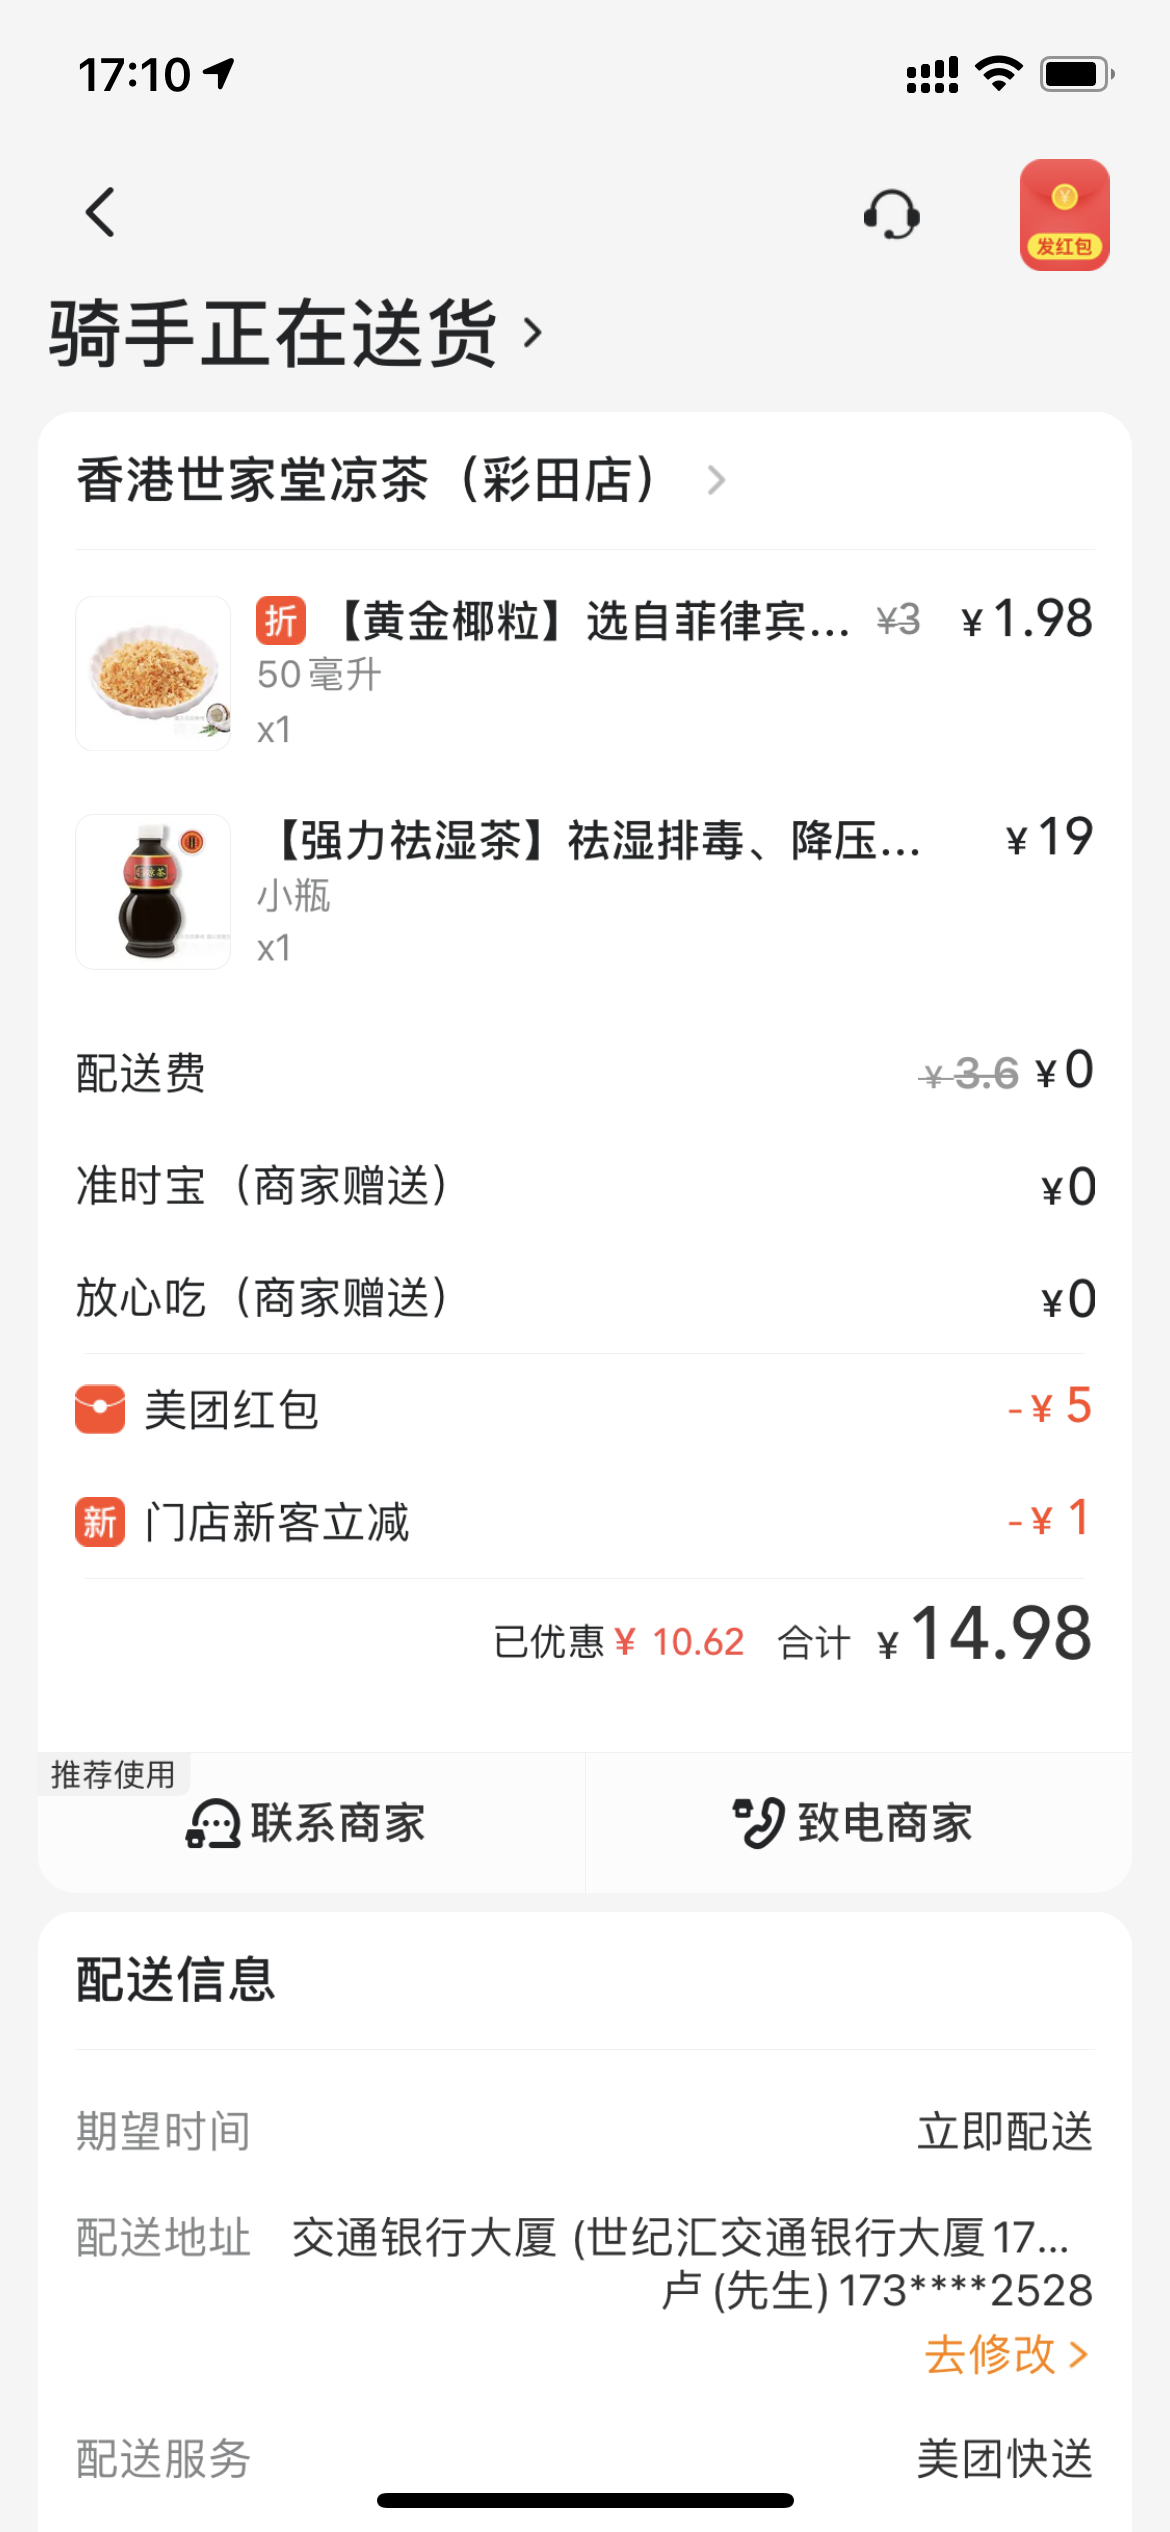 17:10
发红包
骑手正在送货
香港世家堂凉茶（彩田店）
折 【黄金椰粒】选自菲律宾... ¥3 ¥1.98
50毫升
x1
【强力祛湿茶】祛湿排毒、降压... ¥19
小瓶
x1
配送费 ¥3.6 ¥0
准时宝（商家赠送） ¥0
放心吃（商家赠送） ¥0
美团红包 -¥5
新 门店新客立减 -¥1
已优惠¥10.62 合计 ¥14.98
推荐使用
联系商家 致电商家
配送信息
期望时间 立即配送
配送地址 交通银行大厦 (世纪汇交通银行大厦17...
卢(先生)173****2528
去修改
配送服务 美团快送